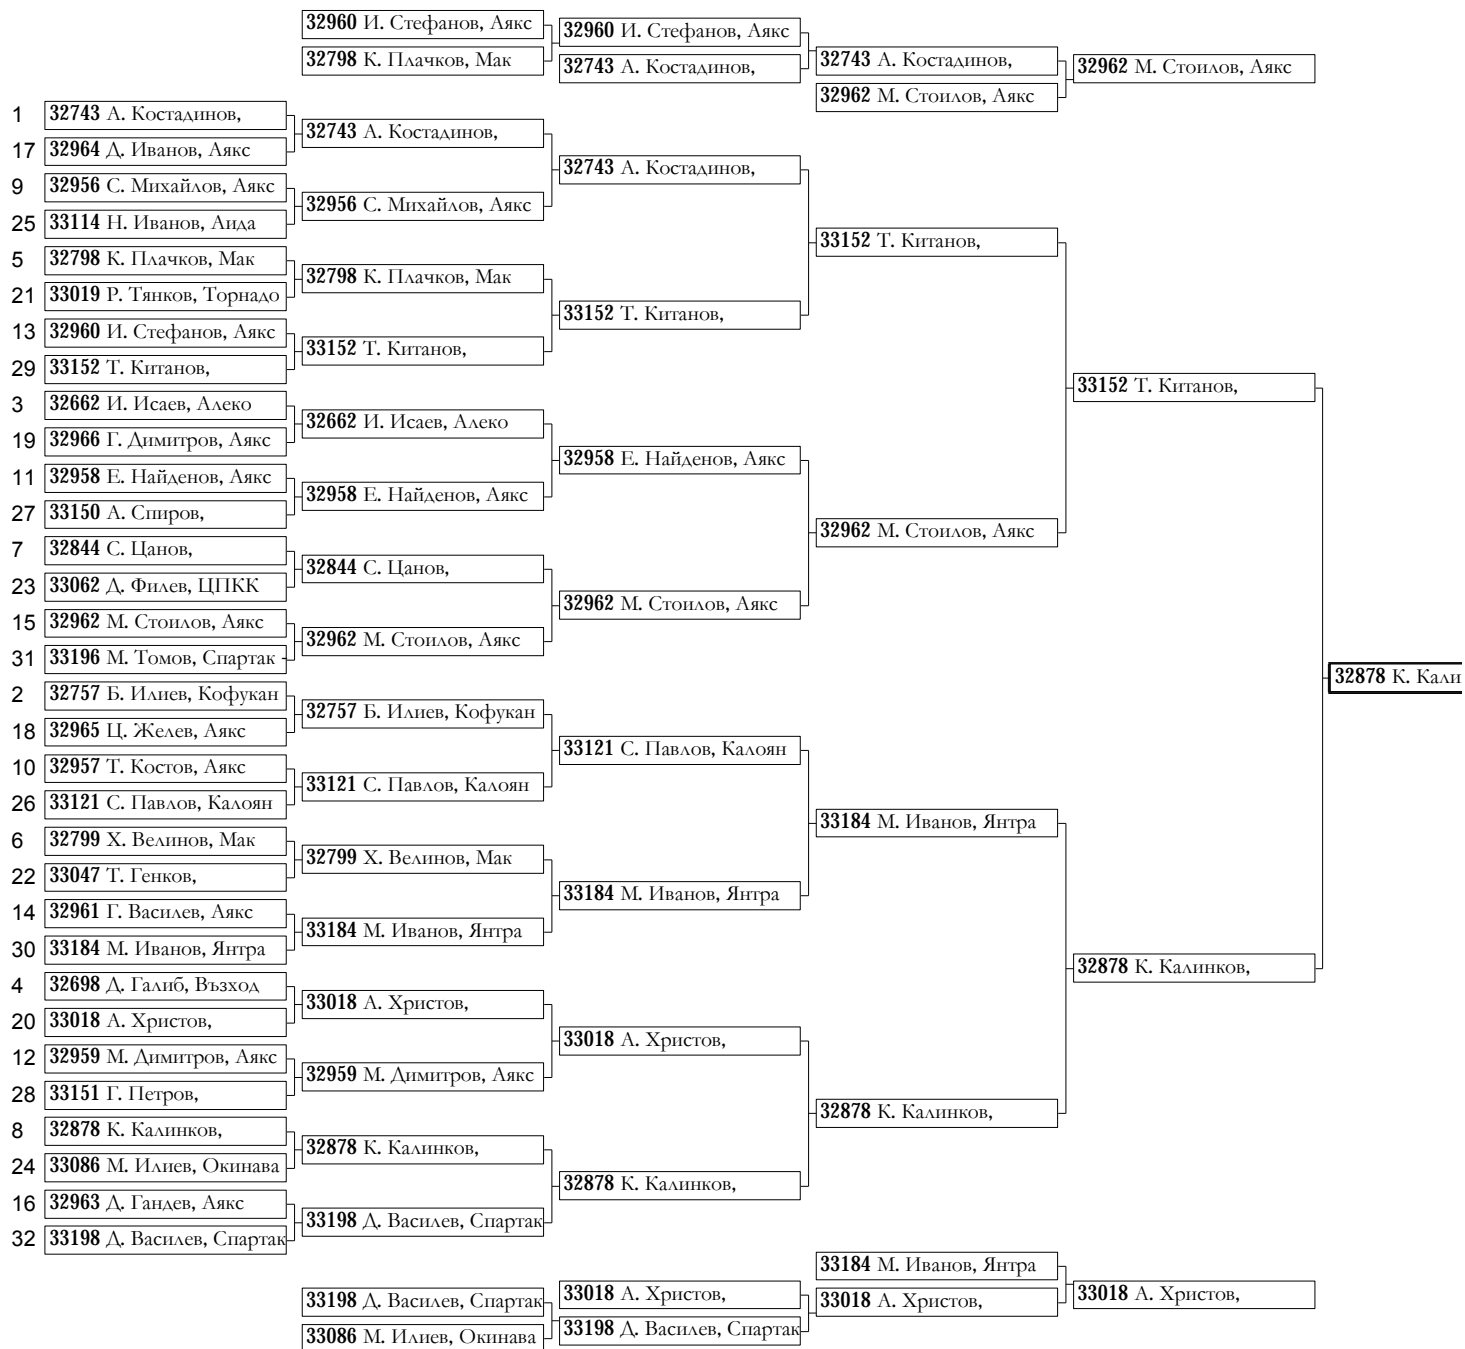 32960 И. Стефанов, Аякс
32798 К. Плачков, Мак
32960 И. Стефанов, Аякс
32743 А. Костадинов,
32743 А. Костадинов,
32962 М. Стоилов, Аякс
32962 М. Стоилов, Аякс
1 32743 А. Костадинов,
17 32964 Д. Иванов, Аякс
9 32956 С. Михайлов, Аякс
25 33114 Н. Иванов, Аида
5 32798 К. Плачков, Мак
21 33019 Р. Тянков, Торнадо
13 32960 И. Стефанов, Аякс
29 33152 Т. Китанов,
3 32662 И. Исаев, Алеко
19 32966 Г. Димитров, Аякс
11 32958 Е. Найденов, Аякс
27 33150 А. Спиров,
7 32844 С. Цанов,
23 33062 Д. Филев, ЦПКК
15 32962 М. Стоилов, Аякс
31 33196 М. Томов, Спартак
2 32757 Б. Илиев, Кофукан
18 32965 Ц. Желев, Аякс
10 32957 Т. Костов, Аякс
26 33121 С. Павлов, Калоян
6 32799 Х. Велинов, Мак
22 33047 Т. Генков,
14 32961 Г. Василев, Аякс
30 33184 М. Иванов, Янтра
4 32698 Д. Галиб, Възход
20 33018 А. Христов,
12 32959 М. Димитров, Аякс
28 33151 Г. Петров,
8 32878 К. Калинков,
24 33086 М. Илиев, Окинава
16 32963 Д. Гандев, Аякс
32 33198 Д. Василев, Спартак
32743 А. Костадинов,
32956 С. Михайлов, Аякс
32798 К. Плачков, Мак
33152 Т. Китанов,
32662 И. Исаев, Алеко
32958 Е. Найденов, Аякс
32844 С. Цанов,
32962 М. Стоилов, Аякс
32757 Б. Илиев, Кофукан
33121 С. Павлов, Калоян
32799 Х. Велинов, Мак
33184 М. Иванов, Янтра
33018 А. Христов,
32959 М. Димитров, Аякс
32878 К. Калинков,
33198 Д. Василев, Спартак
32743 А. Костадинов,
33152 Т. Китанов,
32958 Е. Найденов, Аякс
32962 М. Стоилов, Аякс
33121 С. Павлов, Калоян
33184 М. Иванов, Янтра
33018 А. Христов,
32878 К. Калинков,
33152 Т. Китанов,
32962 М. Стоилов, Аякс
33184 М. Иванов, Янтра
32878 К. Калинков,
33152 Т. Китанов,
32878 К. Калинков,
32878 К.
33198 Д. Василев, Спартак
33086 М. Илиев, Окинава
33018 А. Христов,
33198 Д. Василев, Спартак
33184 М. Иванов, Янтра
33018 А. Христов,
33018 А. Христов,